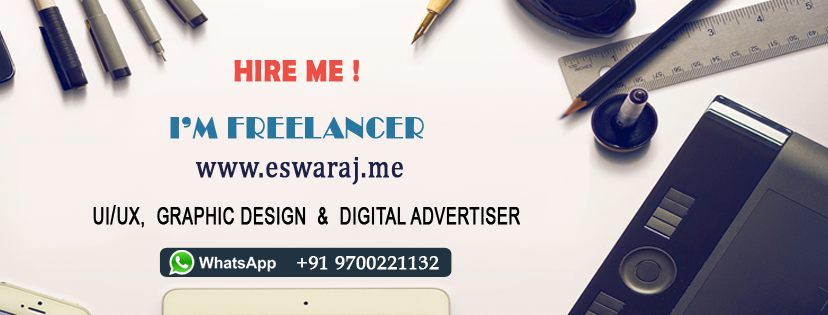 HIRE ME !
I'M FREELANCER
www.eswaraj.me
UI/UX, GRAPHIC DESIGN & DIGITAL ADVERTISER
WhatsApp +91 9700221132